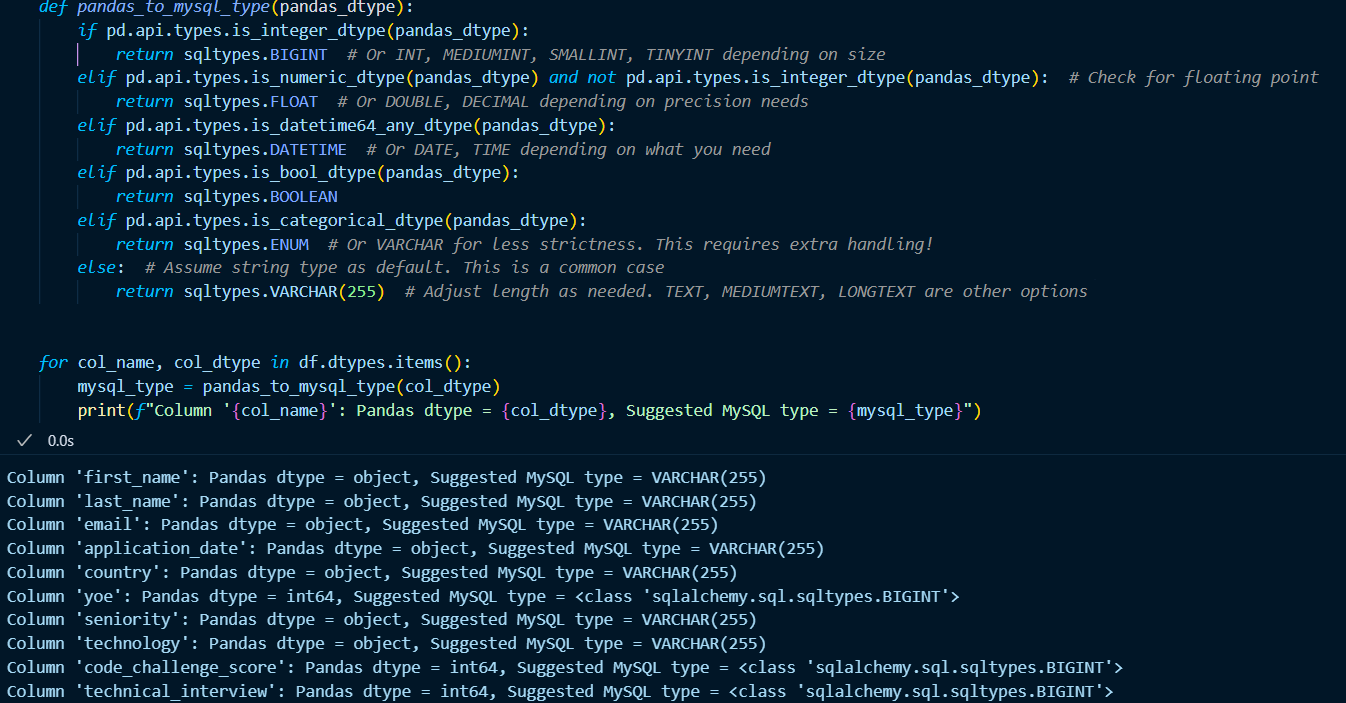 def pandas_to_mysql_type(pandas_dtype):
if pd.api.types.is_integer_dtype(pandas_dtype):
return sqltypes.BIGINT  # Or INT, MEDIUMINT, SMALLINT, TINYINT depending on size
elif pd.api.types.is_numeric_dtype(pandas_dtype) and not pd.api.types.is_integer_dtype(pandas_dtype):  # Check for floating point
return sqltypes.FLOAT  # Or DOUBLE, DECIMAL depending on precision needs
elif pd.api.types.is_datetime64_any_dtype(pandas_dtype):
return sqltypes.DATETIME  # Or DATE, TIME depending on what you need
elif pd.api.types.is_bool_dtype(pandas_dtype):
return sqltypes.BOOLEAN
elif pd.api.types.is_categorical_dtype(pandas_dtype):
return sqltypes.ENUM  # Or VARCHAR for less strictness. This requires extra handling!
else:  # Assume string type as default. This is a common case
return sqltypes.VARCHAR(255)  # Adjust length as needed. TEXT, MEDIUMTEXT, LONGTEXT are other options
for col_name, col_dtype in df.dtypes.items():
mysql_type = pandas_to_mysql_type(col_dtype)
print(f"Column '{col_name}': Pandas dtype = {col_dtype}, Suggested MySQL type = {mysql_type}")
0.0s
Column 'first_name': Pandas dtype = object, Suggested MySQL type = VARCHAR(255)
Column 'last_name': Pandas dtype = object, Suggested MySQL type = VARCHAR(255)
Column 'email': Pandas dtype = object, Suggested MySQL type = VARCHAR(255)
Column 'application_date': Pandas dtype = object, Suggested MySQL type = VARCHAR(255)
Column 'country': Pandas dtype = object, Suggested MySQL type = VARCHAR(255)
Column 'yoe': Pandas dtype = int64, Suggested MySQL type = <class 'sqlalchemy.sql.sqltypes.BIGINT'>
Column 'seniority': Pandas dtype = object, Suggested MySQL type = VARCHAR(255)
Column 'technology': Pandas dtype = object, Suggested MySQL type = VARCHAR(255)
Column 'code_challenge_score': Pandas dtype = int64, Suggested MySQL type = <class 'sqlalchemy.sql.sqltypes.BIGINT'>
Column 'technical_interview': Pandas dtype = int64, Suggested MySQL type = <class 'sqlalchemy.sql.sqltypes.BIGINT'>